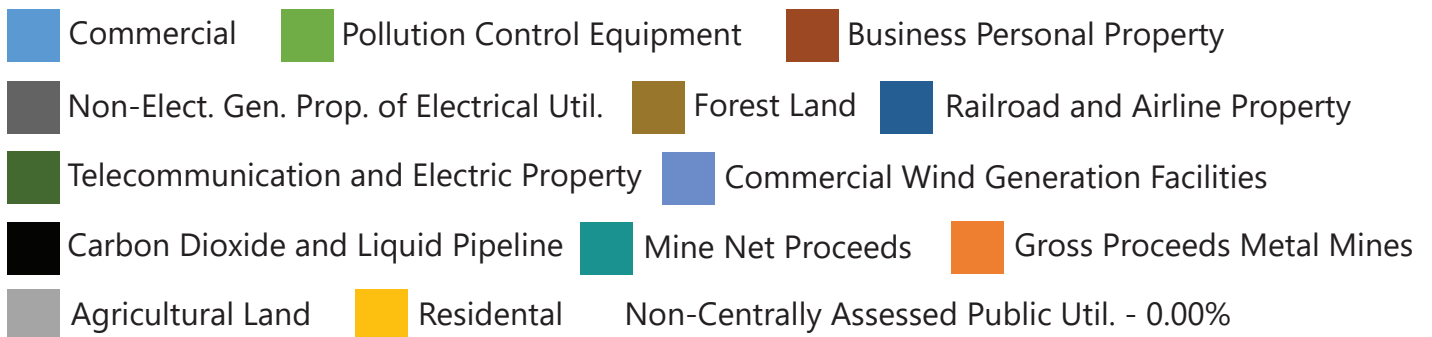 Commercial Pollution Control Equipment Business Personal Property
Non-Elect. Gen. Prop. of Electrical Util. Forest Land Railroad and Airline Property
Telecommunication and Electric Property Commercial Wind Generation Facilities
Carbon Dioxide and Liquid Pipeline Mine Net Proceeds Gross Proceeds Metal Mines
Agricultural Land Residental Non-Centrally Assessed Public Util. - 0.00%